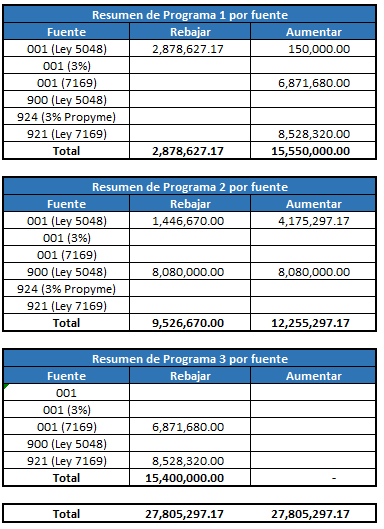 Resumen de Programa 1 por fuente
Fuente Rebajar Aumentar
001 (Ley 5048) 2,878,627.17 150,000.00
001 (3%)
001 (7169) 6,871,680.00
900 (Ley 5048)
924 (3% Propyme)
921 (Ley 7169) 8,528,320.00
Total 2,878,627.17 15,550,000.00
Resumen de Programa 2 por fuente
Fuente Rebajar Aumentar
001 (Ley 5048) 1,446,670.00 4,175,297.17
001 (3%)
001 (7169)
900 (Ley 5048) 8,080,000.00 8,080,000.00
924 (3% Propyme)
921 (Ley 7169)
Total 9,526,670.00 12,255,297.17
Resumen de Programa 3 por fuente
Fuente Rebajar Aumentar
001
001 (3%)
001 (7169) 6,871,680.00
900 (Ley 5048)
921 (Ley 7169) 8,528,320.00
Total 15,400,000.00 -
Total 27,805,297.17 27,805,297.17